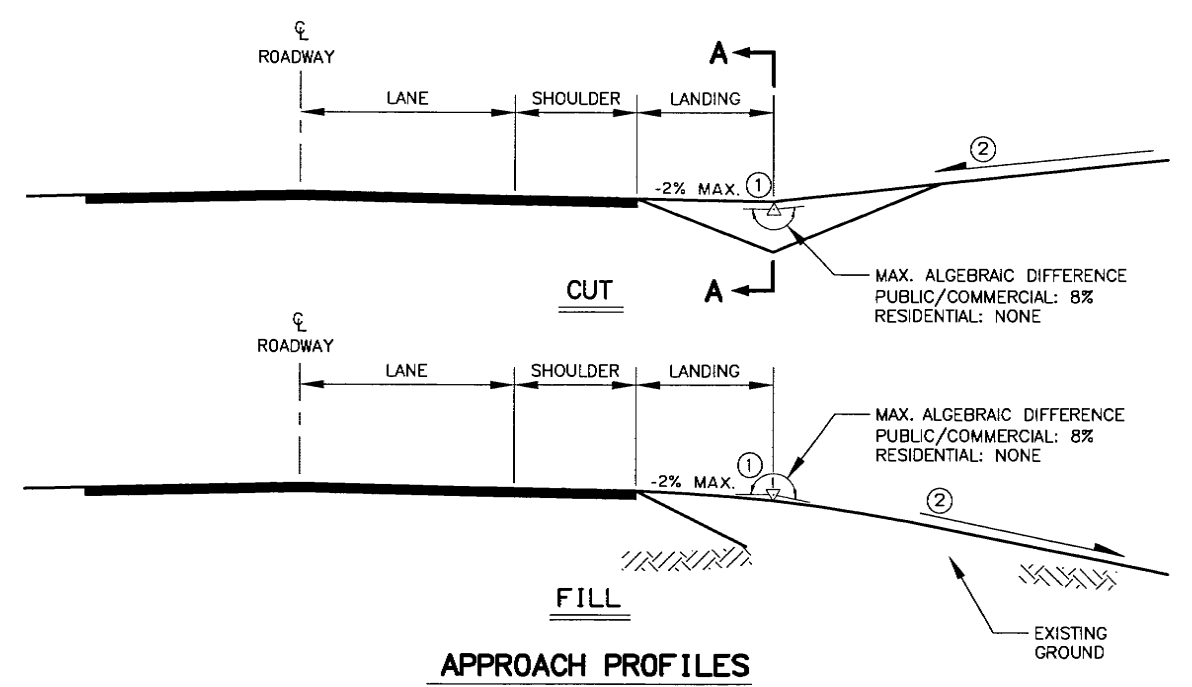 ℄
ROADWAY
A
LANE
SHOULDER
LANDING
②
-2% MAX.
①
MAX. ALGEBRAIC DIFFERENCE
PUBLIC/COMMERCIAL: 8%
RESIDENTIAL: NONE
A
CUT
℄
ROADWAY
LANE
SHOULDER
LANDING
MAX. ALGEBRAIC DIFFERENCE
PUBLIC/COMMERCIAL: 8%
RESIDENTIAL: NONE
①
-2% MAX.
②
FILL
EXISTING
GROUND
APPROACH PROFILES